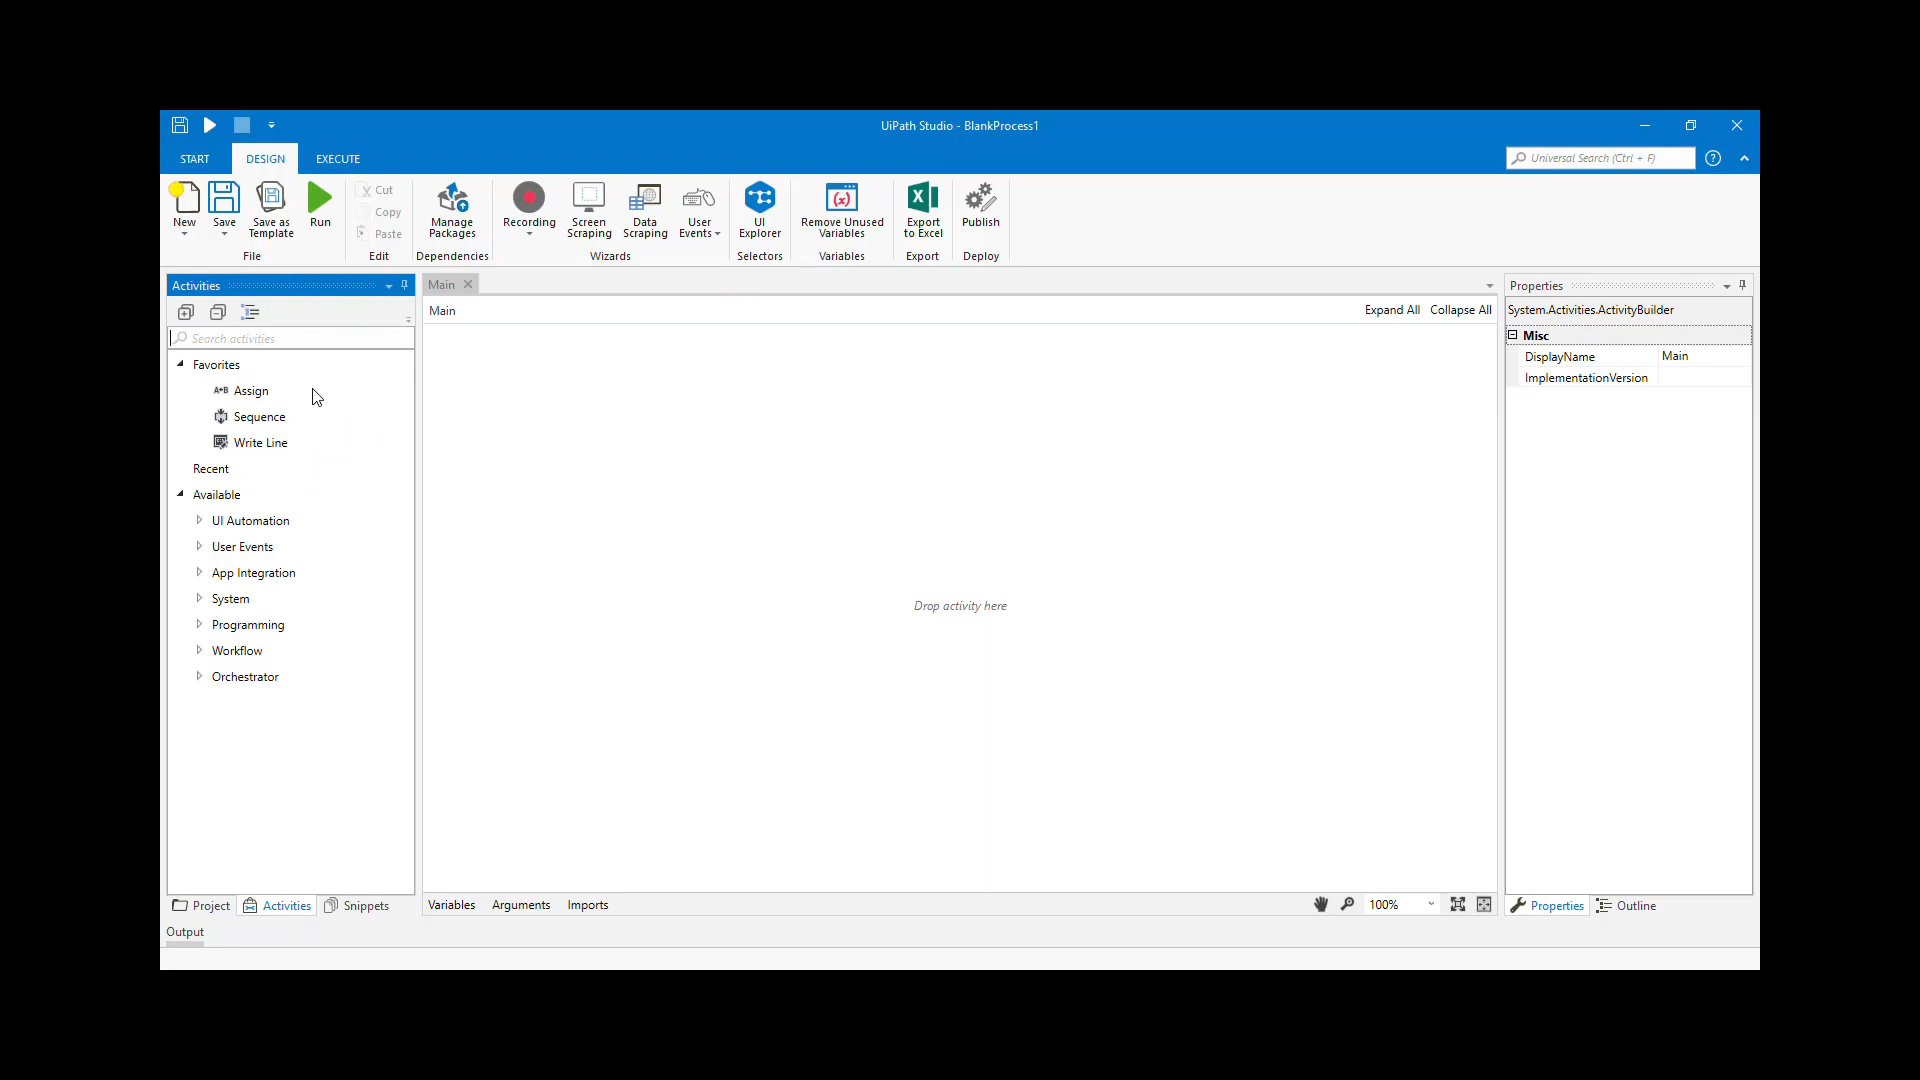 UiPath Studio - BlankProcess1
START DESIGN EXECUTE Universal Search (Ctrl + F)
New Save Save as Template Run Cut Copy Paste Manage Packages Recording Screen Scraping Data Scraping User Events UI Explorer Remove Unused Variables Export to Excel Publish
File Edit Dependencies Wizards Selectors Variables Export Deploy
Activities
Search activities
Favorites
A+B Assign
Sequence
Write Line
Recent
Available
UI Automation
User Events
App Integration
System
Programming
Workflow
Orchestrator
Project Activities Snippets
Main
Main Expand All Collapse All
Drop activity here
Variables Arguments Imports 100%
Properties
System.Activities.ActivityBuilder
Misc
DisplayName Main
ImplementationVersion
Properties Outline
Output